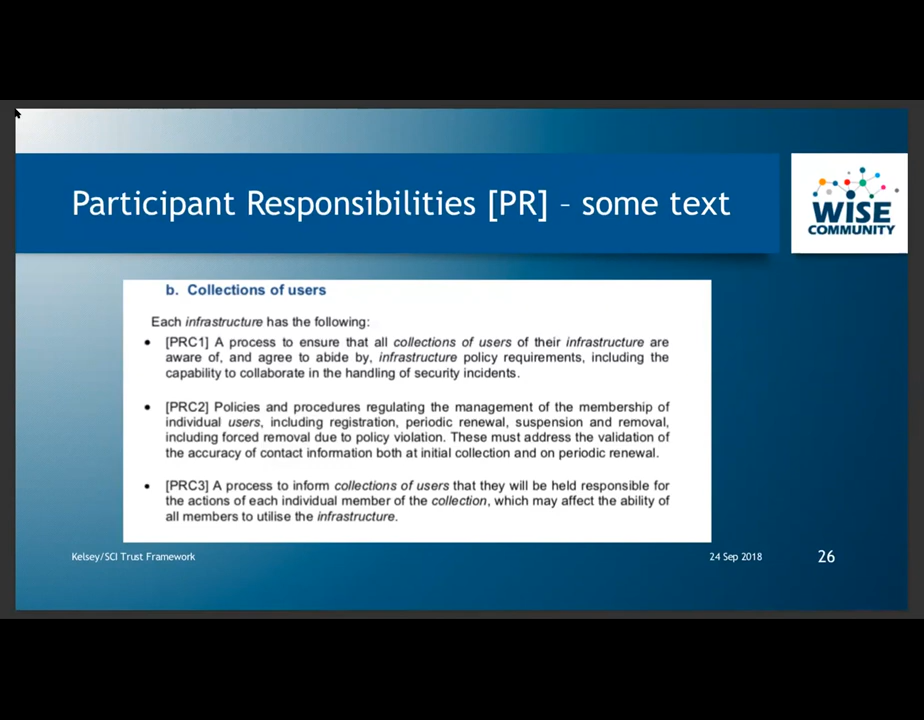 Participant Responsibilities [PR] – some text
WISE
COMMUNITY
b. Collections of users
Each infrastructure has the following:
• [PRC1] A process to ensure that all collections of users of their infrastructure are
aware of, and agree to abide by, infrastructure policy requirements, including the
capability to collaborate in the handling of security incidents.
• [PRC2] Policies and procedures regulating the management of the membership of
individual users, including registration, periodic renewal, suspension and removal,
including forced removal due to policy violation. These must address the validation of
the accuracy of contact information both at initial collection and on periodic renewal.
• [PRC3] A process to inform collections of users that they will be held responsible for
the actions of each individual member of the collection, which may affect the ability of
all members to utilise the infrastructure.
Kelsey/SCI Trust Framework
24 Sep 2018
26